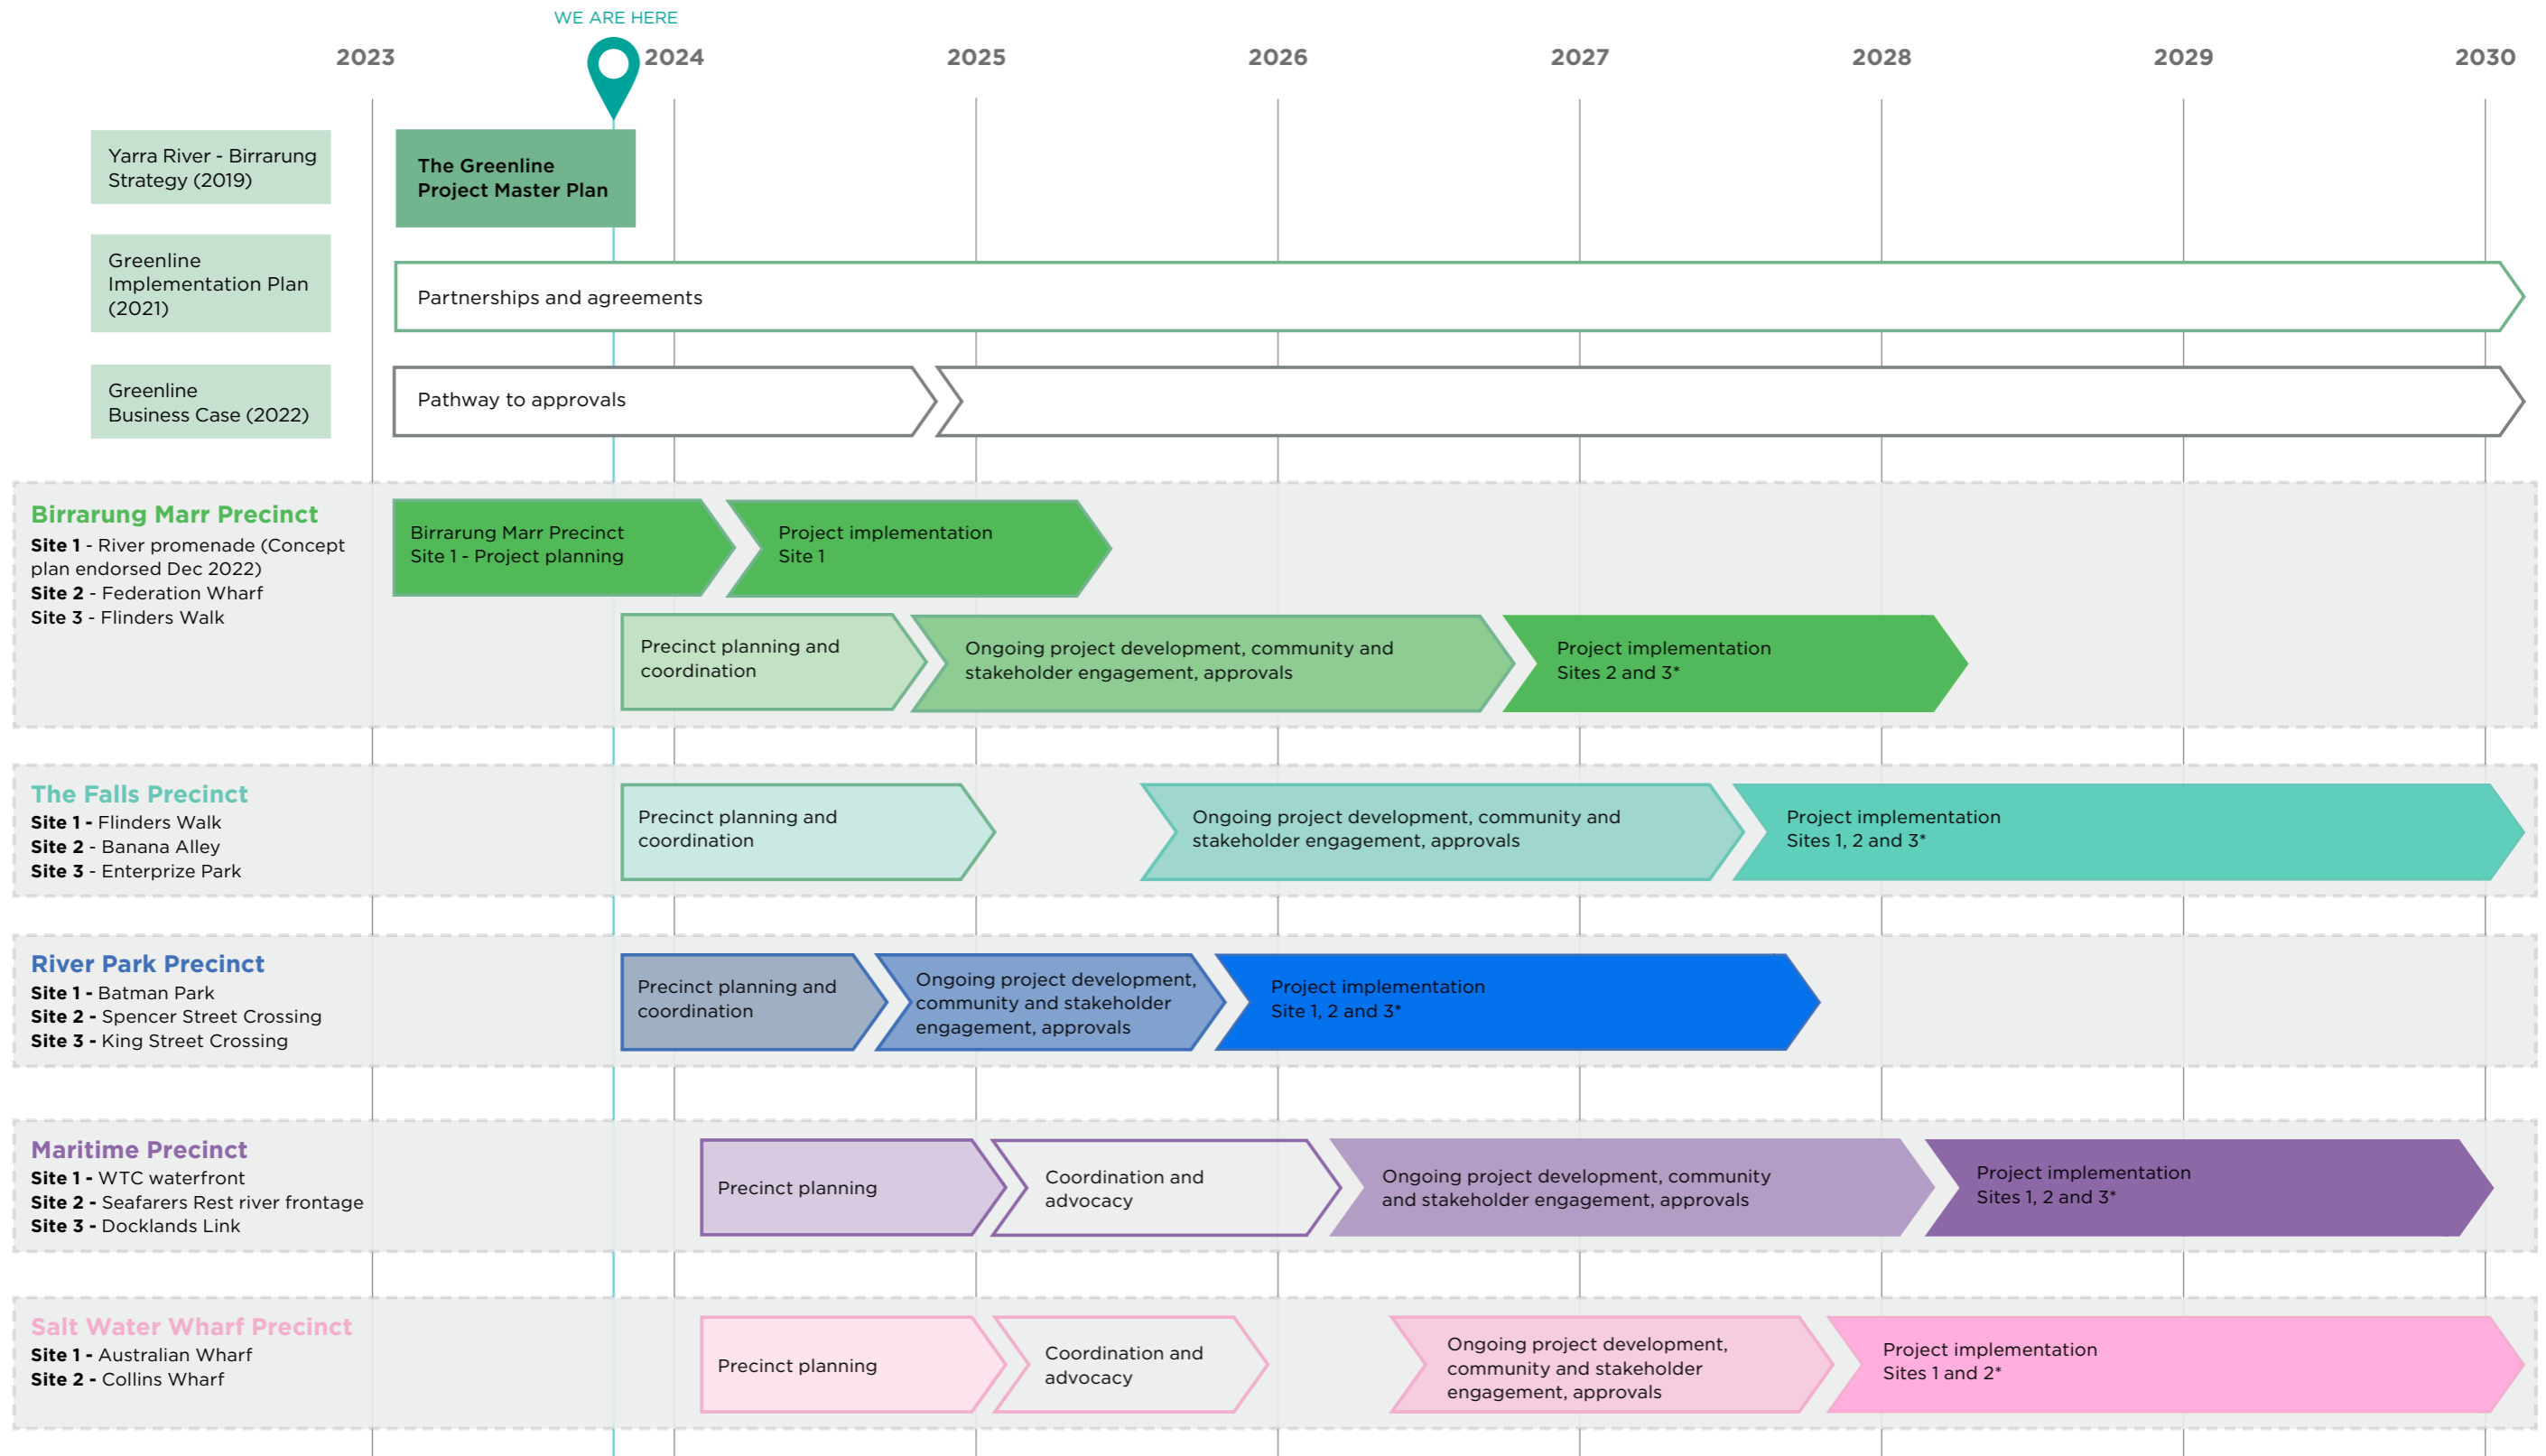 WE ARE HERE
2023 2024 2025 2026 2027 2028 2029 2030
Yarra River - Birrarung
Strategy (2019)
The Greenline
Project Master Plan
Greenline
Implementation Plan
(2021)
Partnerships and agreements
Greenline
Business Case (2022)
Pathway to approvals
Birrarung Marr Precinct
Site 1 - River promenade (Concept
plan endorsed Dec 2022)
Site 2 - Federation Wharf
Site 3 - Flinders Walk
Birrarung Marr Precinct
Site 1 - Project planning
Project implementation
Site 1
Precinct planning and
coordination
Ongoing project development, community and
stakeholder engagement, approvals
Project implementation
Sites 2 and 3*
The Falls Precinct
Site 1 - Flinders Walk
Site 2 - Banana Alley
Site 3 - Enterprize Park
Precinct planning and
coordination
Ongoing project development, community and
stakeholder engagement, approvals
Project implementation
Sites 1, 2 and 3*
River Park Precinct
Site 1 - Batman Park
Site 2 - Spencer Street Crossing
Site 3 - King Street Crossing
Precinct planning and
coordination
Ongoing project development,
community and stakeholder
engagement, approvals
Project implementation
Site 1, 2 and 3*
Maritime Precinct
Site 1 - WTC waterfront
Site 2 - Seafarers Rest river frontage
Site 3 - Docklands Link
Precinct planning
Coordination and
advocacy
Ongoing project development, community
and stakeholder engagement, approvals
Project implementation
Sites 1, 2 and 3*
Salt Water Wharf Precinct
Site 1 - Australian Wharf
Site 2 - Collins Wharf
Precinct planning
Coordination and
advocacy
Ongoing project development,
community and stakeholder
engagement, approvals
Project implementation
Sites 1 and 2*